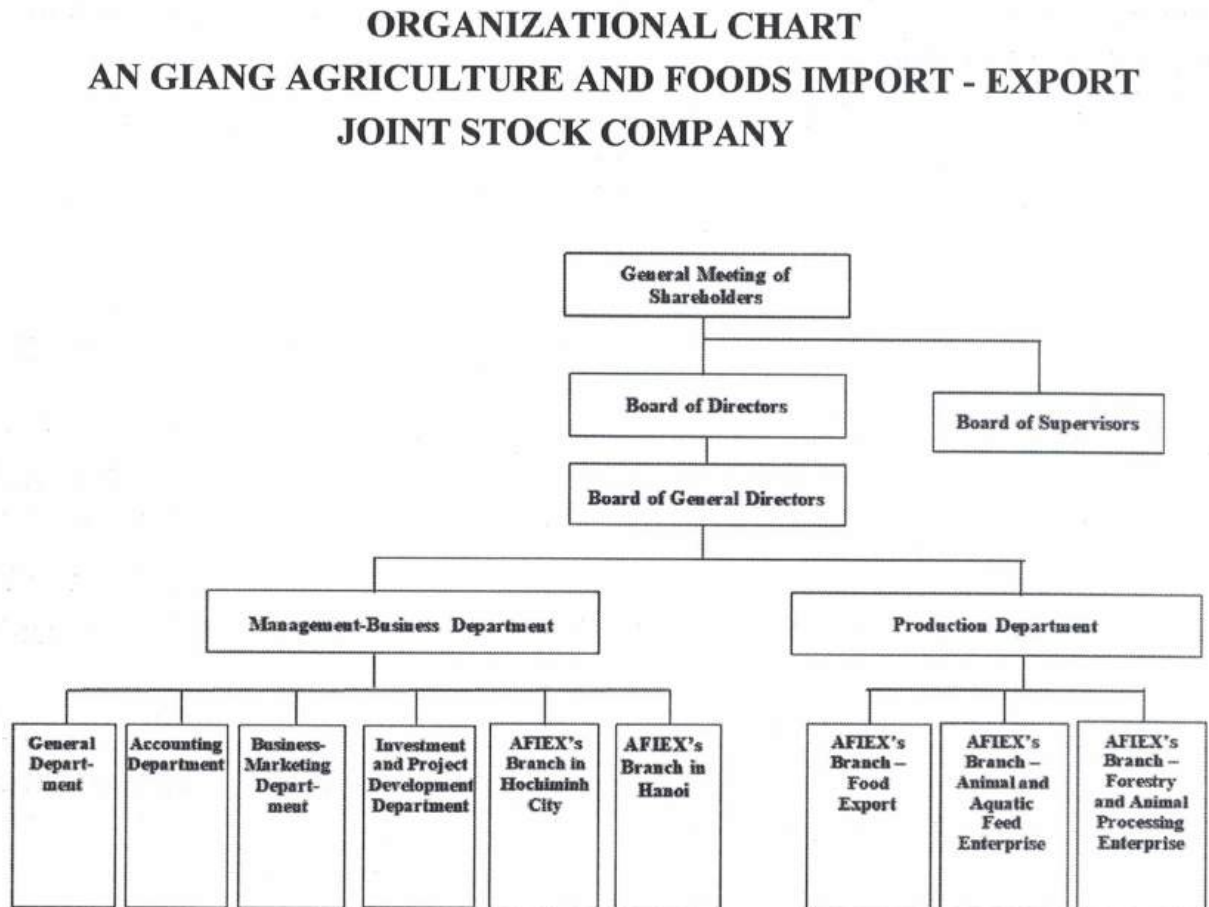 ORGANIZATIONAL CHART
AN GIANG AGRICULTURE AND FOODS IMPORT - EXPORT
JOINT STOCK COMPANY
General Meeting of
Shareholders
Board of Directors
Board of Supervisors
Board of General Directors
Management-Business Department
Production Department
General
Depart-
ment
Accounting
Department
Business-
Marketing
Depart-
ment
Investment
and Project
Development
Department
AFIEX's
Branch in
Hochiminh
City
AFIEX's
Branch in
Hanoi
AFIEX's
Branch –
Food
Export
AFIEX's
Branch –
Animal and
Aquatic
Feed
Enterprise
AFIEX's
Branch –
Forestry
and Animal
Processing
Enterprise